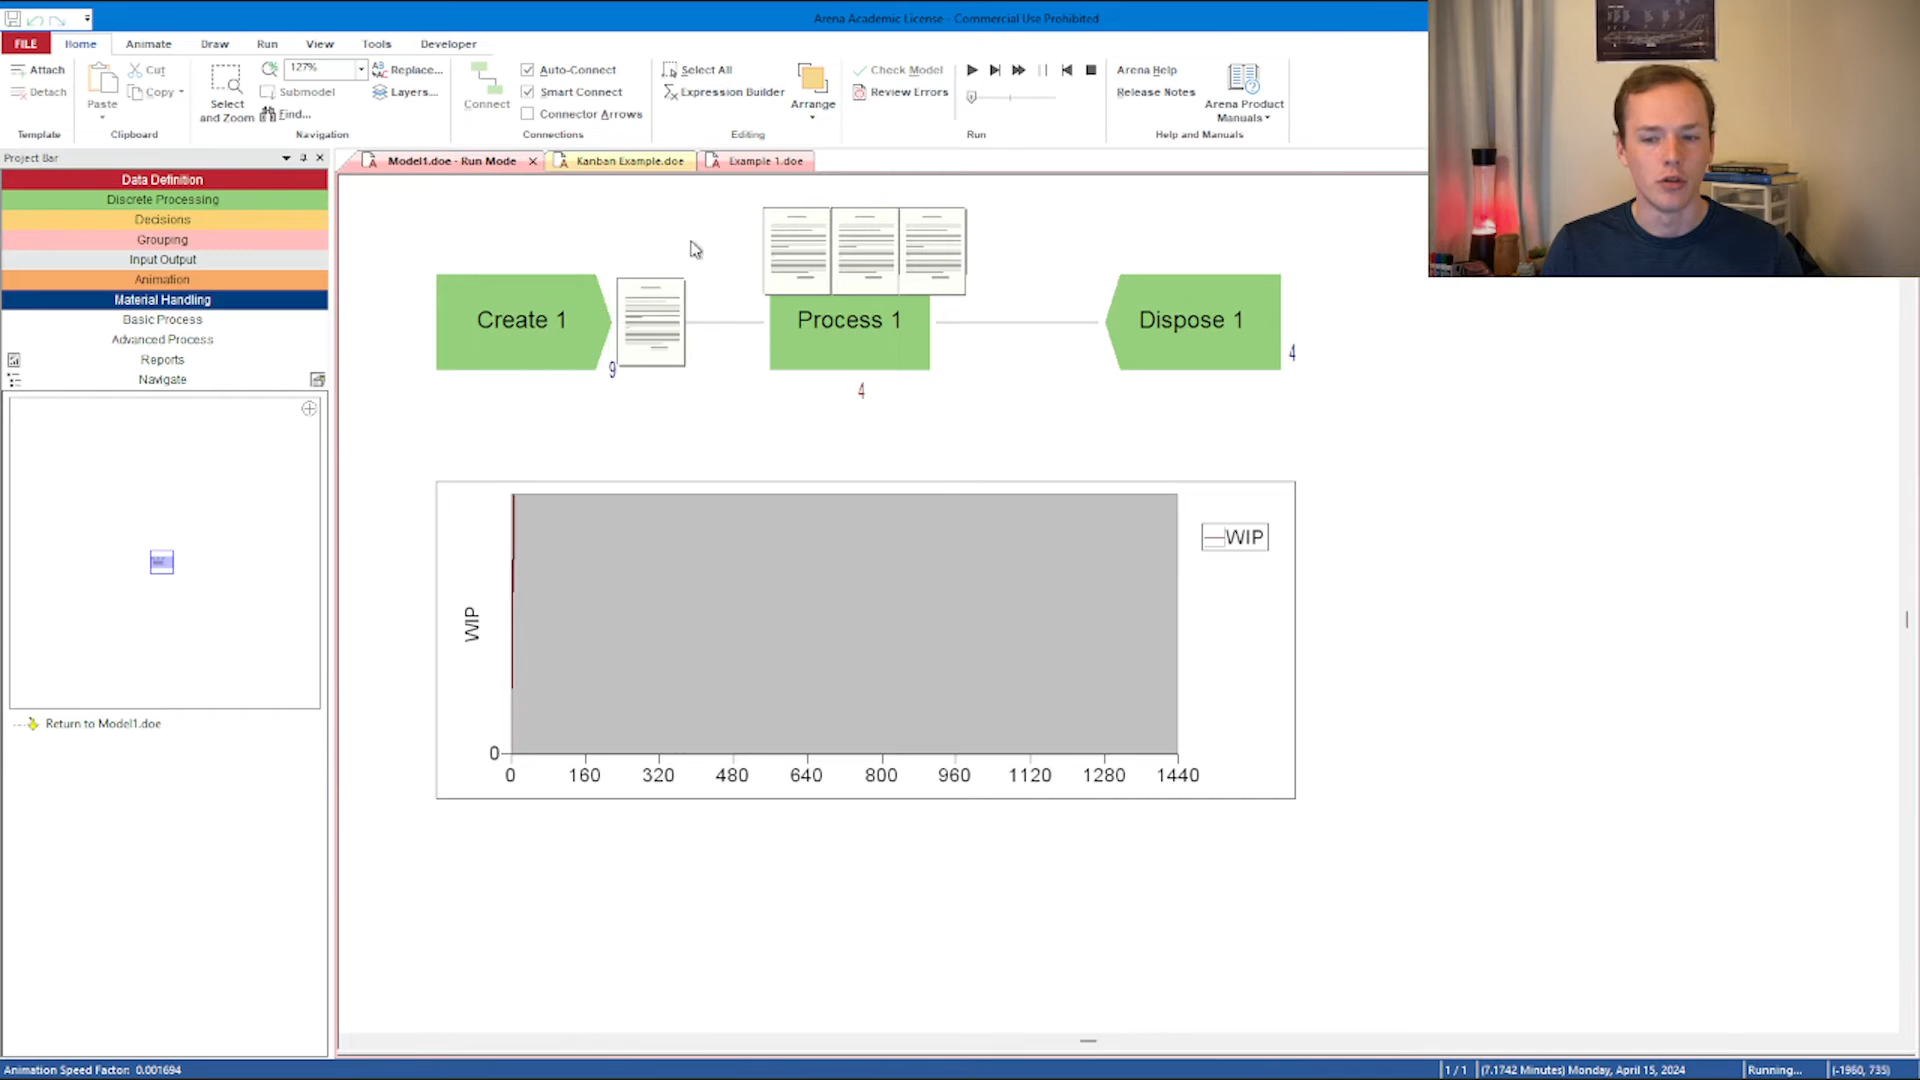 Arena Academic License - Commercial Use Prohibited
FILE Home Animate Draw Run View Tools Developer
Attach
Detach
Template
Paste
Cut
Copy
Clipboard
Select and Zoom
127%
Submodel
Find...
Navigation
Replace...
Layers...
Connect
Auto-Connect
Smart Connect
Connector Arrows
Connections
Select All
Expression Builder
Editing
Arrange
Check Model
Review Errors
Run
Arena Help
Release Notes
Arena Product Manuals
Help and Manuals
Project Bar
Model1.doe - Run Mode
Kanban Example.doe
Example 1.doe
Data Definition
Discrete Processing
Decisions
Grouping
Input Output
Animation
Material Handling
Basic Process
Advanced Process
Reports
Navigate
Return to Model1.doe
Create 1
9
Process 1
4
Dispose 1
4
WIP
WIP
0
0 160 320 480 640 800 960 1120 1280 1440
Animation Speed Factor: 0.001694
1 / 1
(7.1742 Minutes) Monday, April 15, 2024
Running...
(-1960, 735)